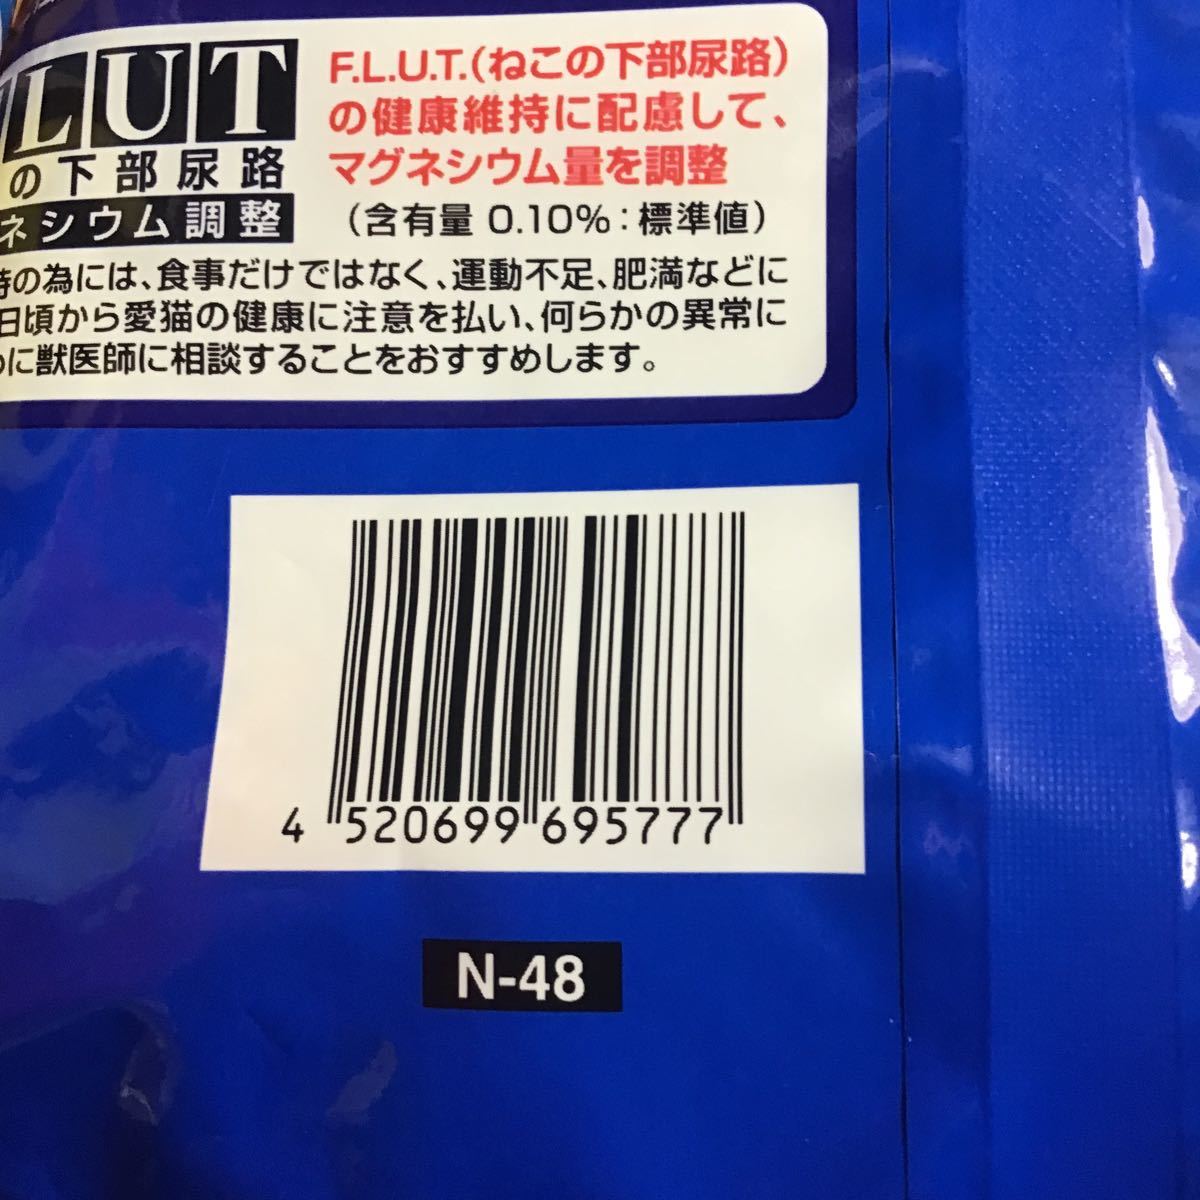 LUT
の下部尿路
ネシウム調整
F.L.U.T.(ねこの下部尿路)
の健康維持に配慮して、
マグネシウム量を調整
(含有量 0.10%:標準値)
時の為には、食事だけではなく、運動不足、肥満などに
日頃から愛猫の健康に注意を払い、何らかの異常に
に獣医師に相談することをおすすめします。
4 520699 695777
N-48